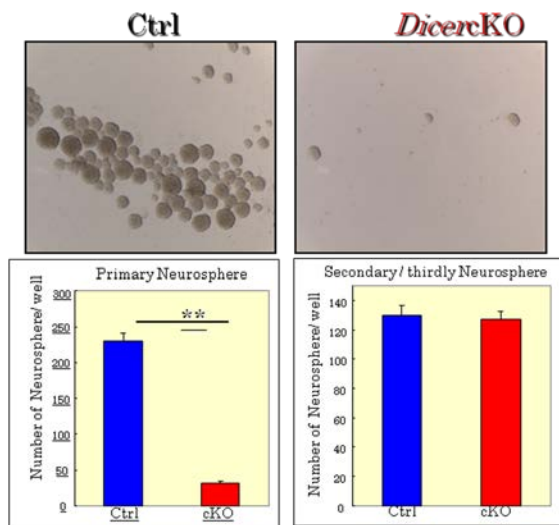 Ctrl
DicercKO
Primary Neurosphere
Number of Neurosphere/well
300
250
200
150
100
50
0
**
Ctrl
cKO
Secondary / thirdly Neurosphere
Number of Neurosphere/well
140
120
100
80
60
40
20
0
Ctrl
cKO